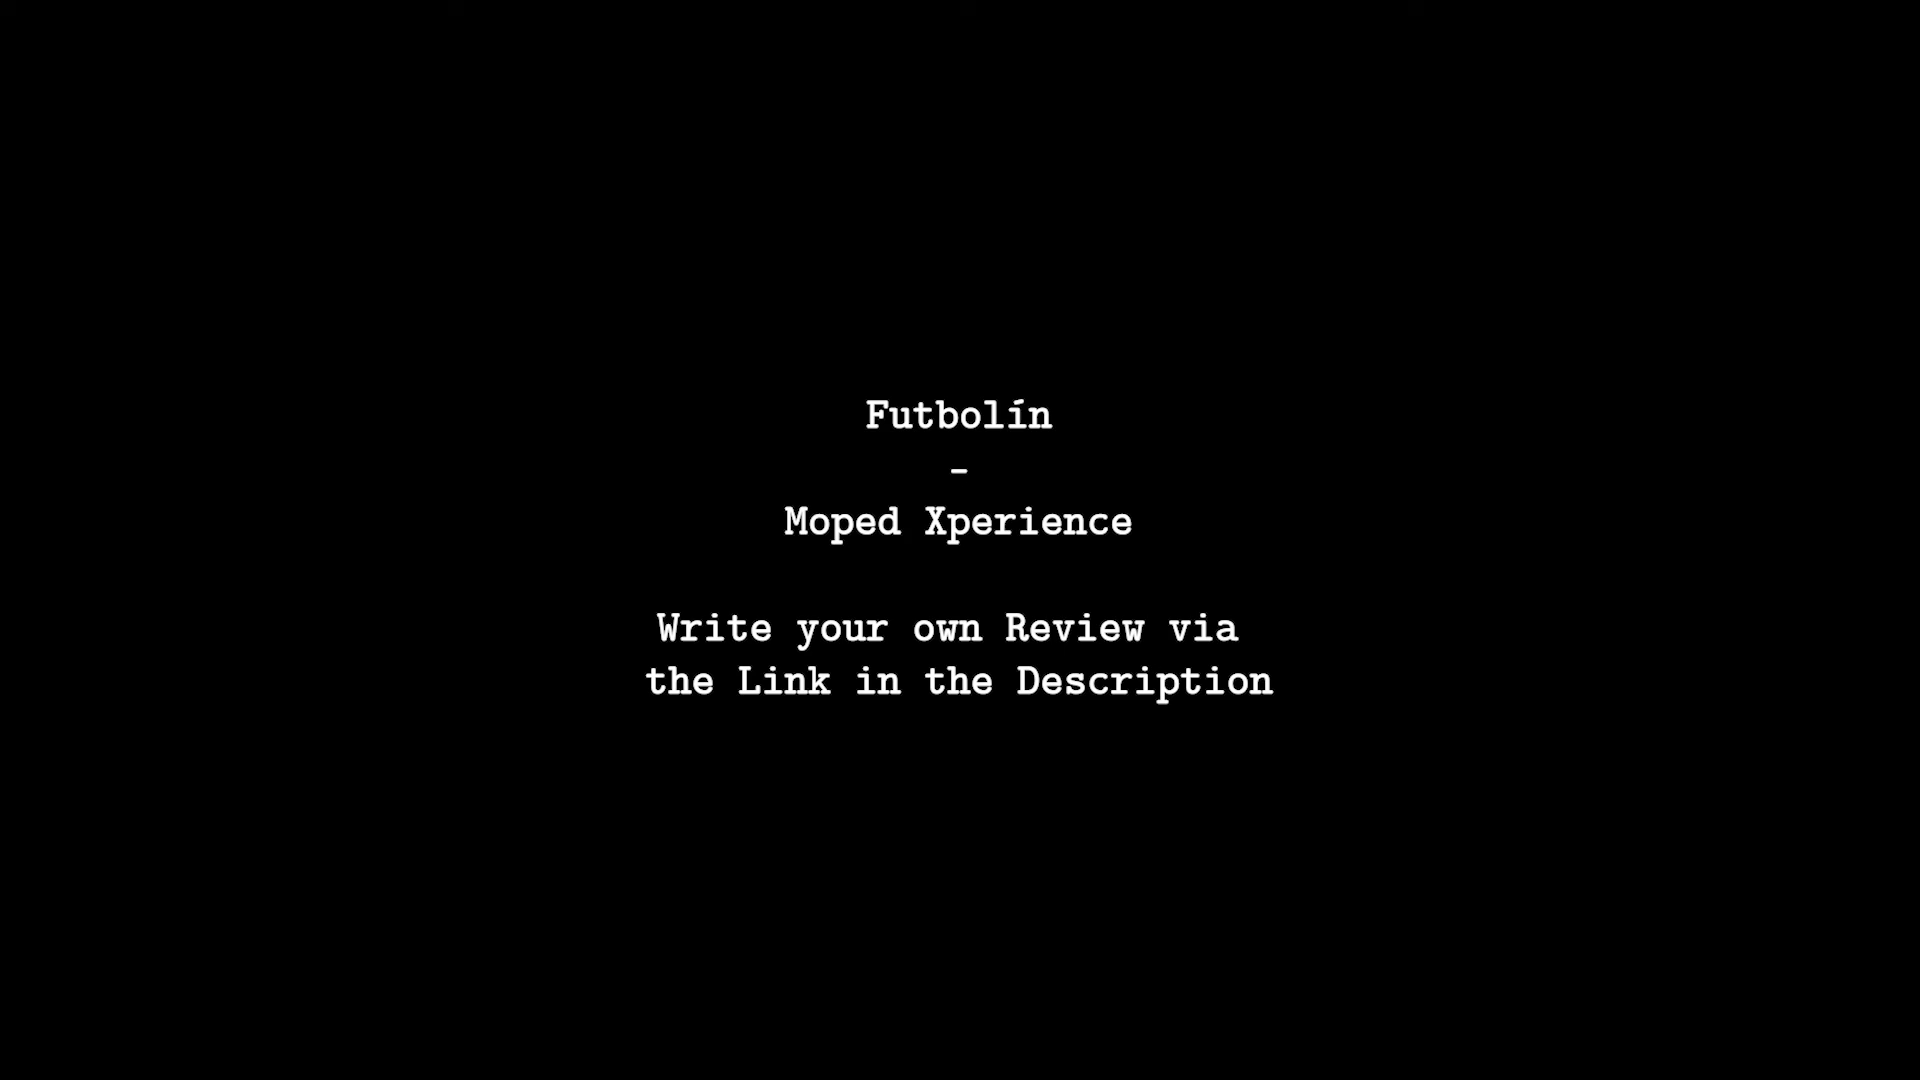 Futbolín
-
Moped Xperience
Write your own Review via
the Link in the Description